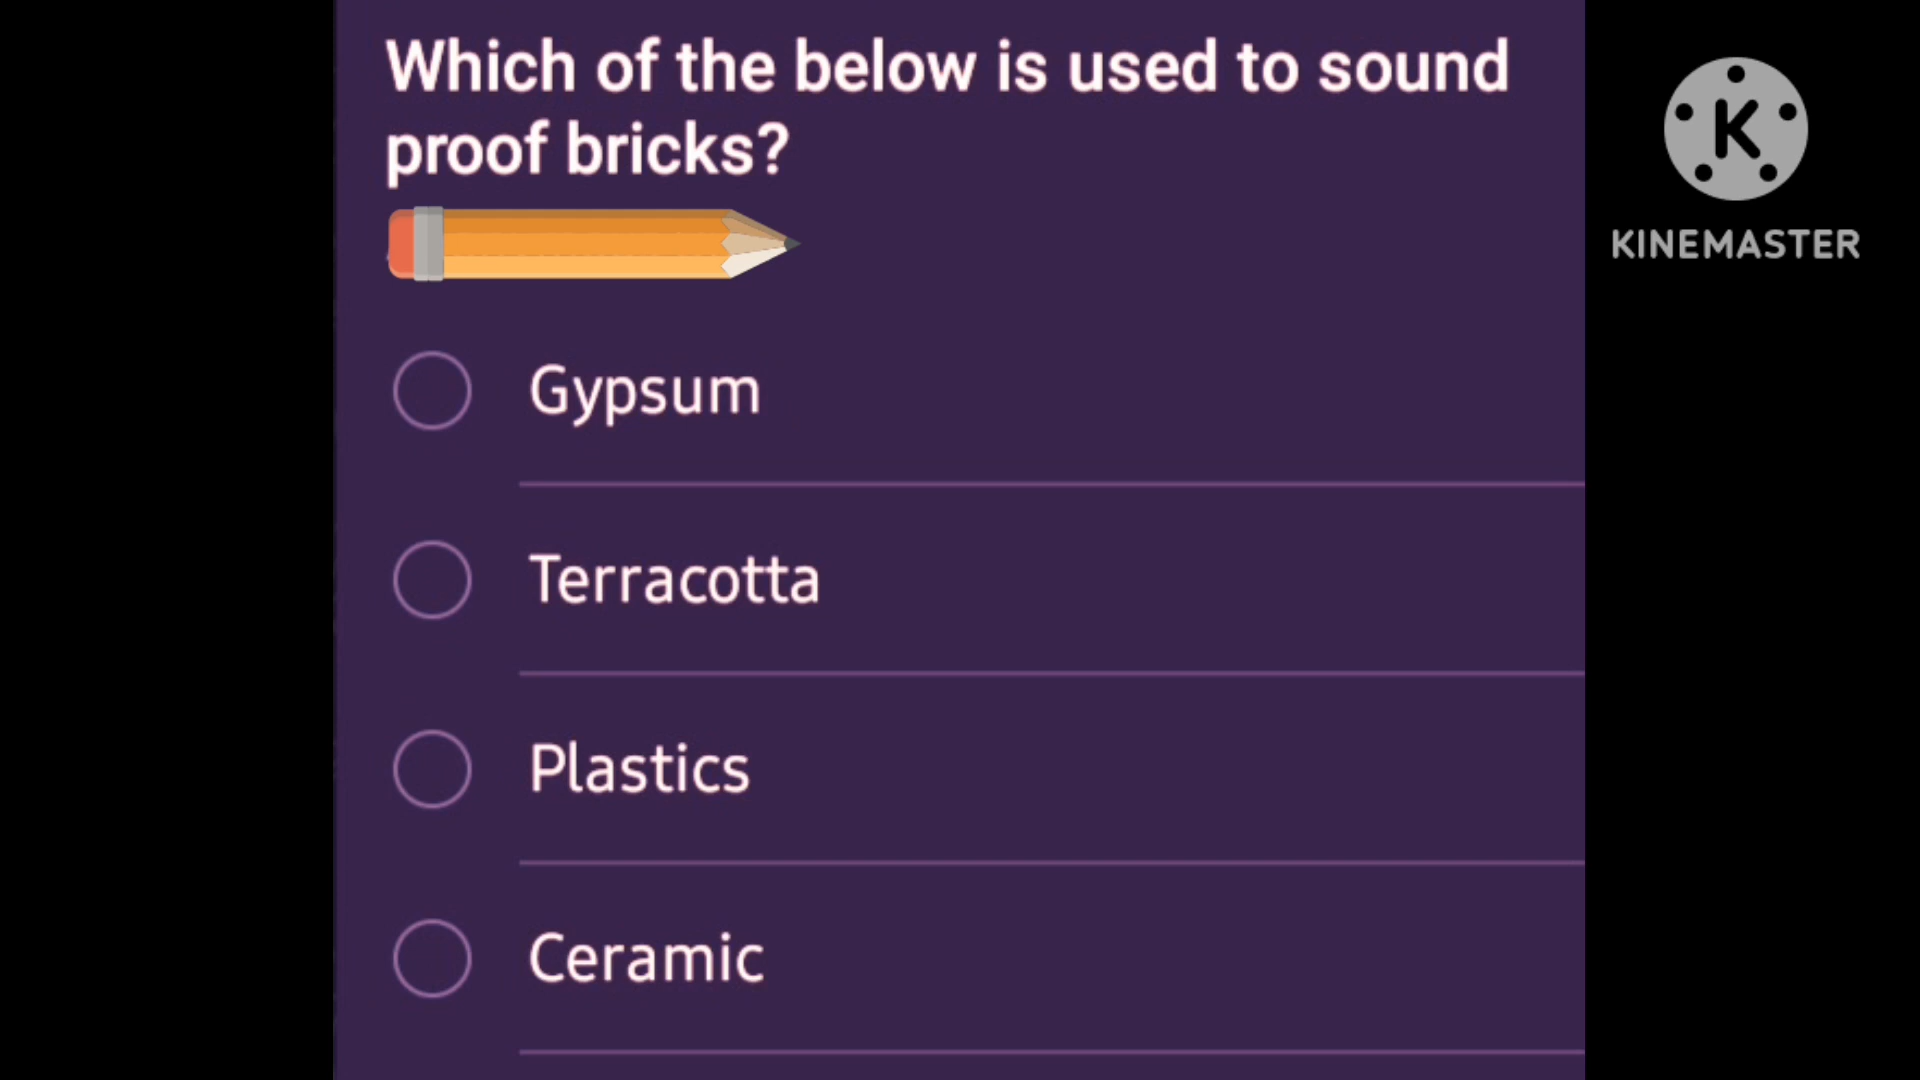 Which of the below is used to sound
proof bricks?
Gypsum
Terracotta
Plastics
Ceramic
K
KINEMASTER